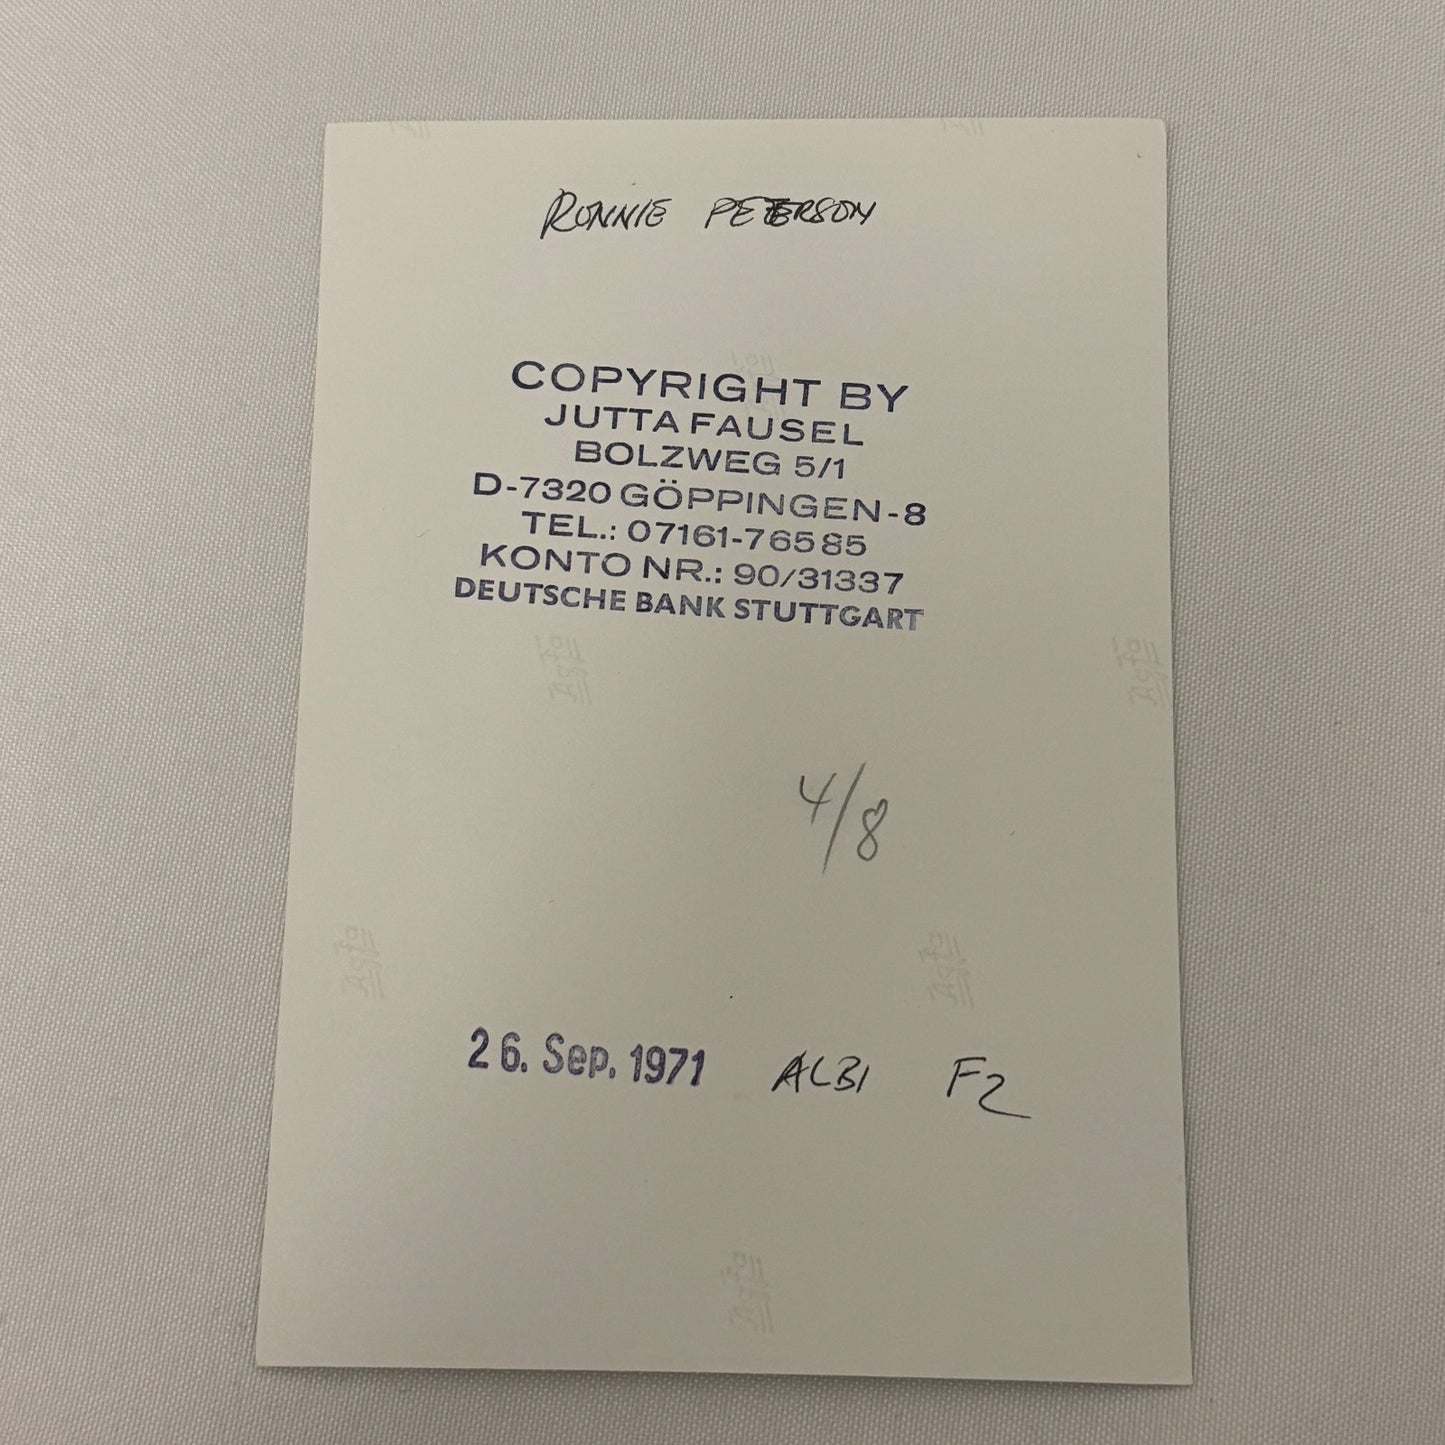 RONNIE PETERSON
COPYRIGHT BY
JUTTA FAUSEL
BOLZWEG 5/1
D-7320 GÖPPINGEN-8
TEL.: 07161-76585
KONTO NR.: 90/31337
DEUTSCHE BANK STUTTGART
4/8
26. Sep. 1971 ALBI F2